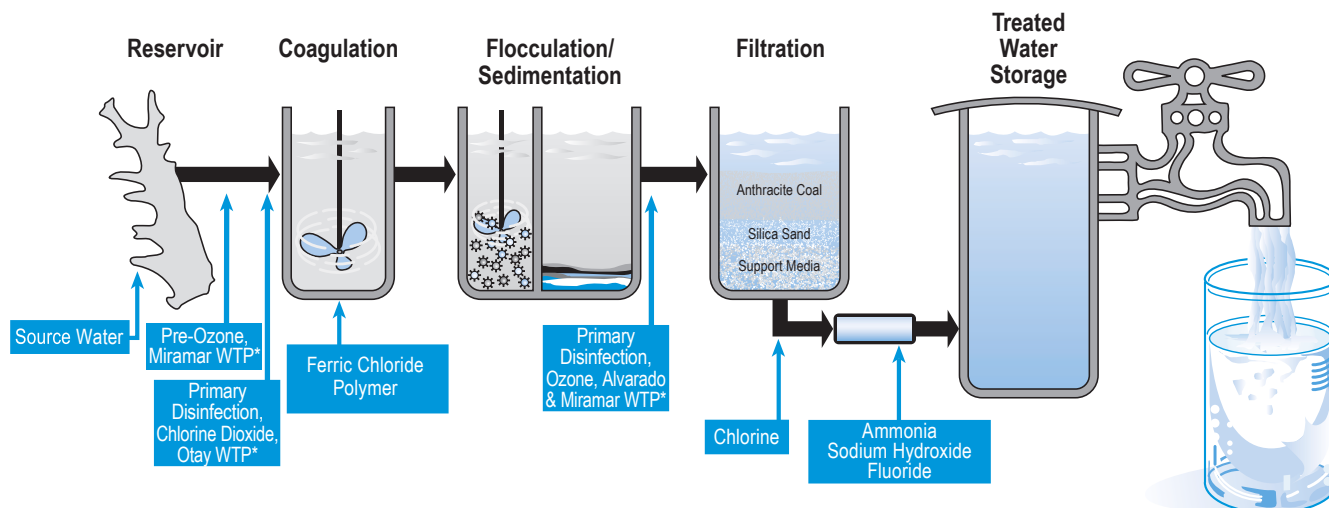 Reservoir
Coagulation
Flocculation/
Sedimentation
Filtration
Treated
Water
Storage
Anthracite Coal
Silica Sand
Support Media
Source Water
Pre-Ozone,
Miramar WTP*
Primary
Disinfection,
Chlorine Dioxide,
Otay WTP*
Ferric Chloride
Polymer
Primary
Disinfection,
Ozone, Alvarado
& Miramar WTP*
Chlorine
Ammonia
Sodium Hydroxide
Fluoride